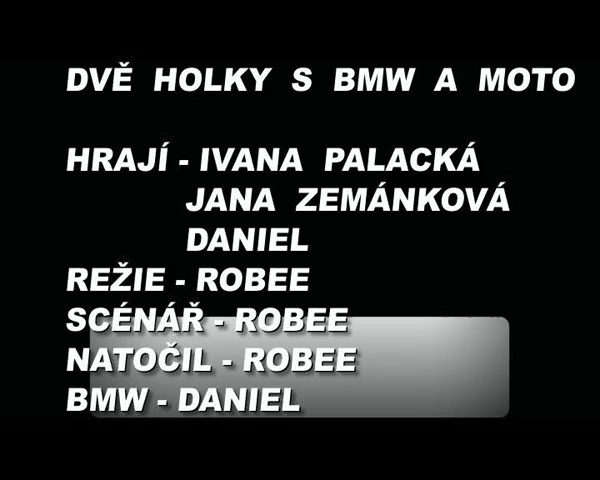 DVĚ HOLKY S BMW A MOTO
HRAJÍ - IVANA PALACKÁ
JANA ZEMÁNKOVÁ
DANIEL
REŽIE - ROBEE
SCÉNÁŘ - ROBEE
NATOČIL - ROBEE
BMW - DANIEL